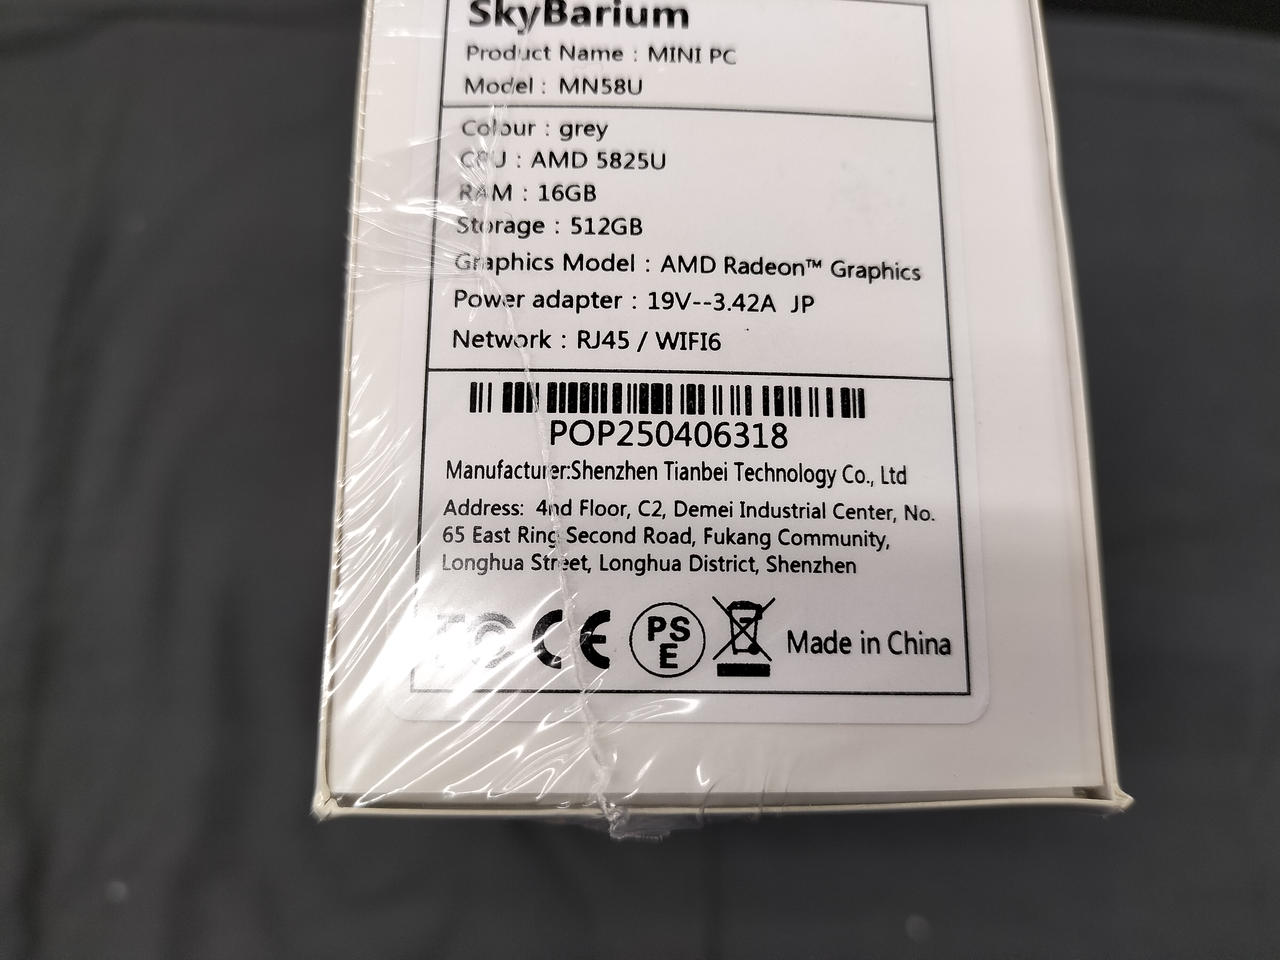 SkyBarium
Product Name : MINI PC
Model : MN58U
Colour : grey
CPU : AMD 5825U
RAM : 16GB
Storage : 512GB
Graphics Model : AMD Radeon™ Graphics
Power adapter : 19V--3.42A JP
Network : RJ45 / WIFI6
POP250406318
Manufacturer:Shenzhen Tianbei Technology Co., Ltd
Address: 4nd Floor, C2, Demei Industrial Center, No.
65 East Ring Second Road, Fukang Community,
Longhua Street, Longhua District, Shenzhen
CE PSE Made in China